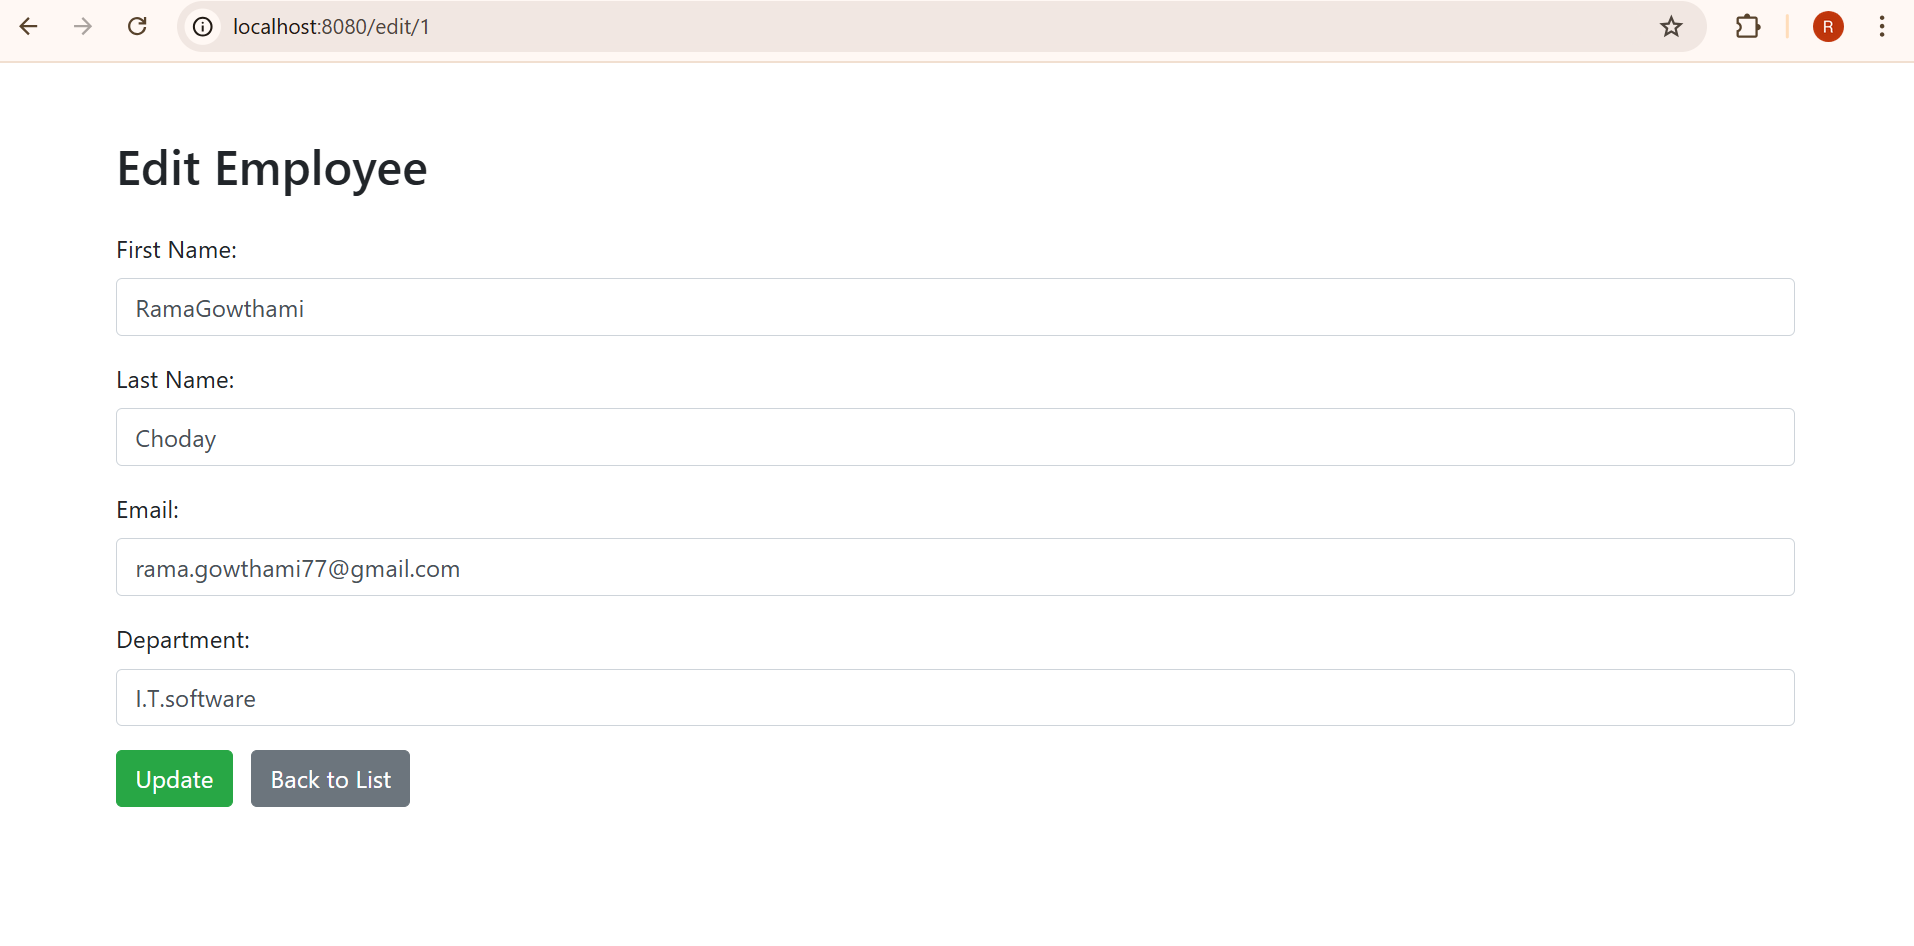 localhost:8080/edit/1
R
Edit Employee
First Name:
RamaGowthami
Last Name:
Choday
Email:
rama.gowthami77@gmail.com
Department:
I.T.software
Update Back to List